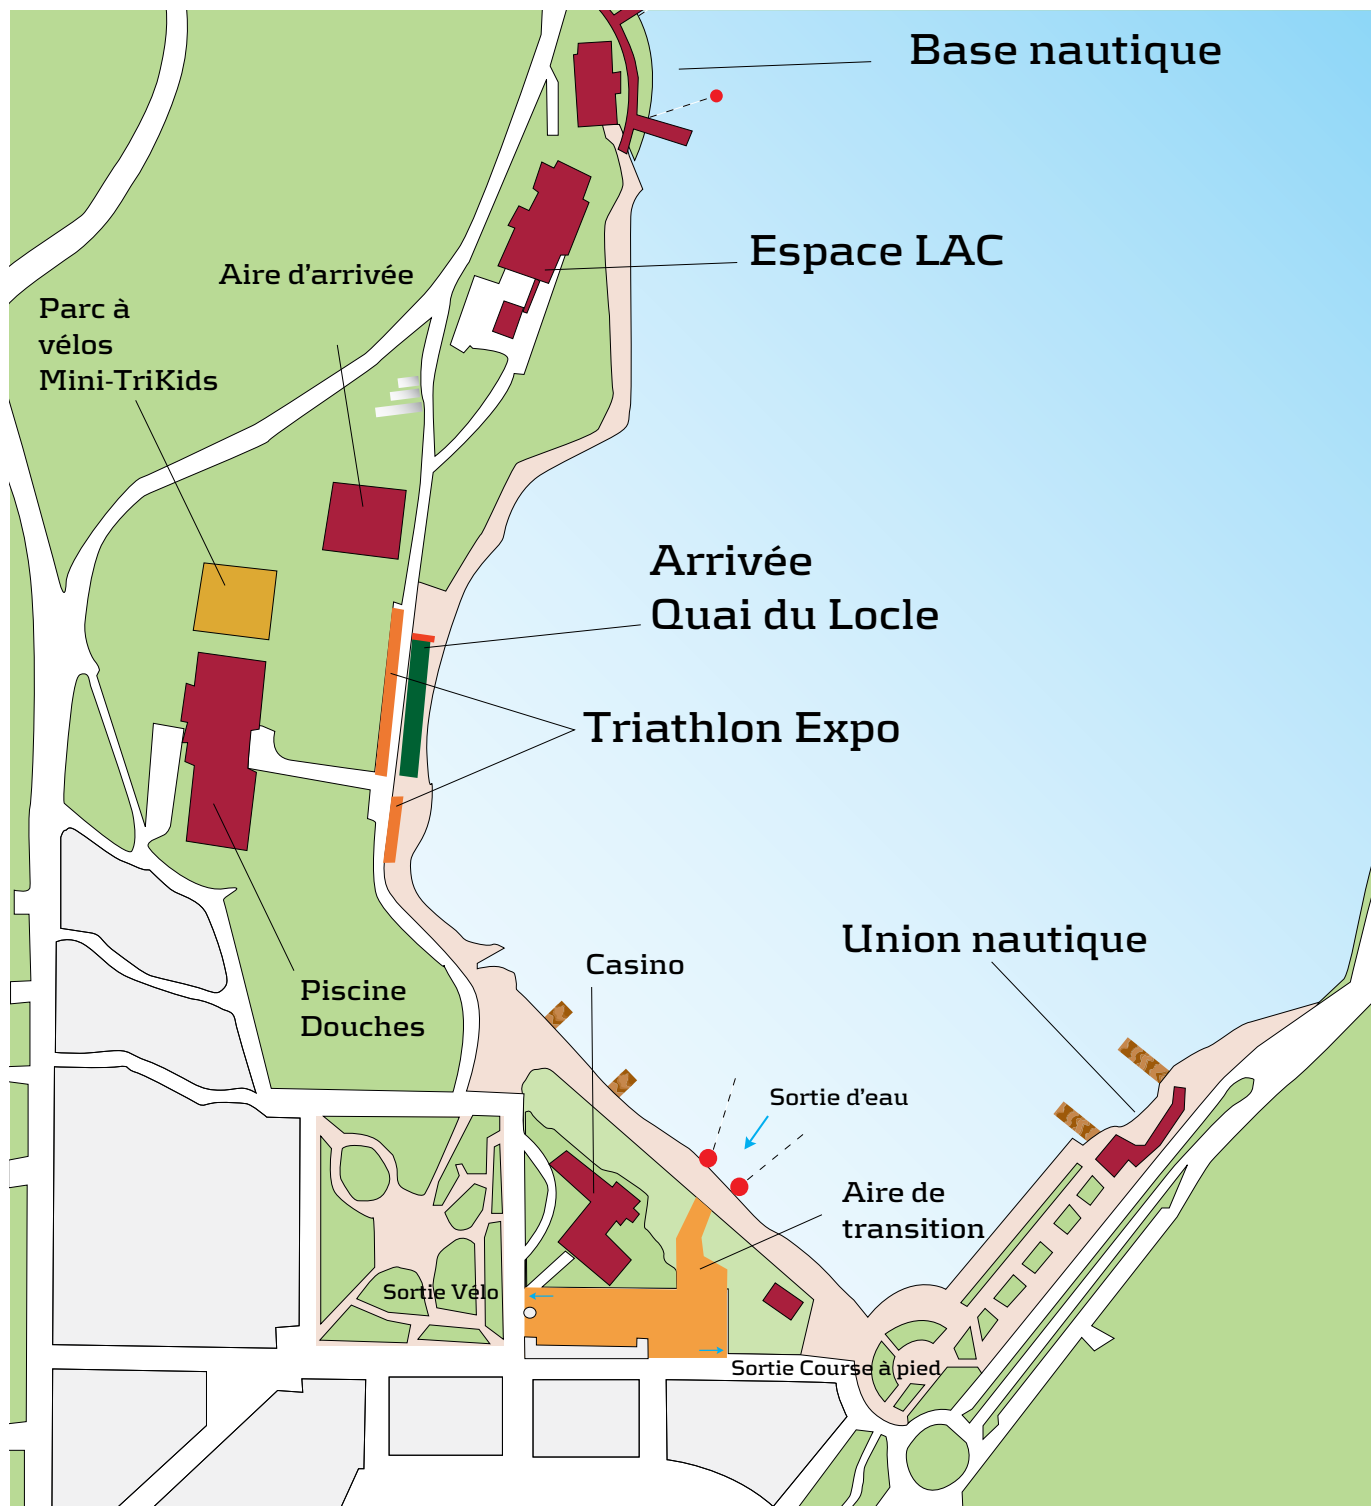 Base nautique
Espace LAC
Aire d'arrivée
Parc à
vélos
Mini-TriKids
Arrivée
Quai du Locle
Triathlon Expo
Union nautique
Casino
Piscine
Douches
Sortie d'eau
Aire de
transition
Sortie Vélo
Sortie Course à pied